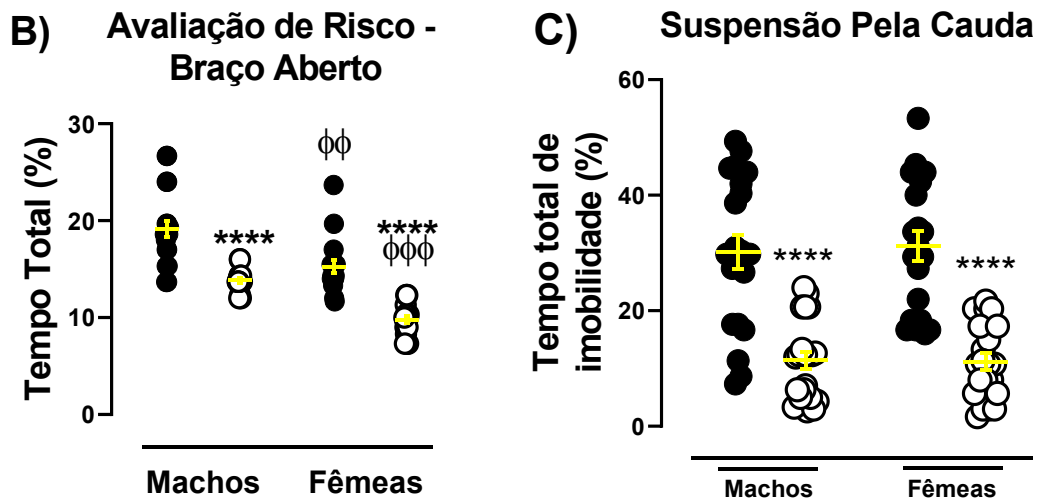 B) Avaliação de Risco -
Braço Aberto
Tempo Total (%)
30
20
10
0
ϕϕ
****
****
ϕϕϕ
Machos Fêmeas
C) Suspensão Pela Cauda
Tempo total de
imobilidade (%)
60
40
20
0
****
****
Machos Fêmeas